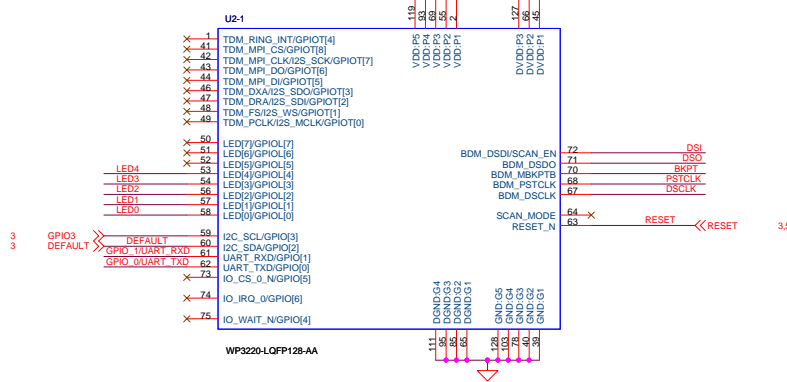 119 93 69 55 2 127 66 45
U2-1
VDD:P5 VDD:P4 VDD:P3 VDD:P2 VDD:P1 DVDD:P3 DVDD:P2 DVDD:P1
1 TDM_RING_INT/GPIOT[4]
41 TDM_MPI_CS/GPIOT[8]
42 TDM_MPI_CLK/I2S_SCK/GPIOT[7]
43 TDM_MPI_DO/GPIOT[6]
44 TDM_MPI_DI/GPIOT[5]
46 TDM_DXA/I2S_SDO/GPIOT[3]
47 TDM_DRA/I2S_SDI/GPIOT[2]
48 TDM_FS/I2S_WS/GPIOT[1]
49 TDM_PCLK/I2S_MCLK/GPIOT[0]
50 LED[7]/GPIOL[7]
51 LED[6]/GPIOL[6]
52 LED[5]/GPIOL[5]
LED4 53 LED[4]/GPIOL[4]
LED3 54 LED[3]/GPIOL[3]
LED2 56 LED[2]/GPIOL[2]
LED1 57 LED[1]/GPIOL[1]
LED0 58 LED[0]/GPIOL[0]
BDM_DSDI/SCAN_EN 72 DSI
BDM_DSDO 71 DSO
BDM_MBKPTB 70 BKPT
BDM_PSTCLK 68 PSTCLK
BDM_DSCLK 67 DSCLK
SCAN_MODE 64
RESET_N 63 RESET RESET 3,5
3 GPIO3 59 I2C_SCL/GPIO[3]
3 DEFAULT DEFAULT 60 I2C_SDA/GPIO[2]
GPIO_1/UART_RXD 61 UART_RXD/GPIO[1]
GPIO_0/UART_TXD 62 UART_TXD/GPIO[0]
73 IO_CS_0_N/GPIO[5]
74 IO_IRQ_0/GPIO[6]
75 IO_WAIT_N/GPIO[4]
DGND:G4 DGND:G3 DGND:G2 DGND:G1 GND:G5 GND:G4 GND:G3 GND:G2 GND:G1
111 95 85 65 128 103 78 40 39
WP3220-LQFP128-AA